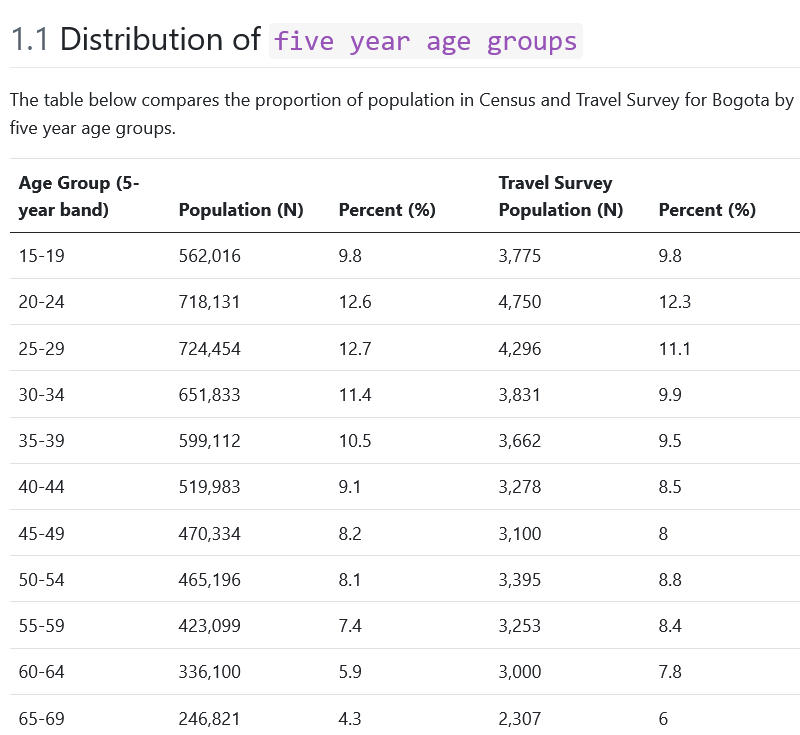 1.1 Distribution of five year age groups
The table below compares the proportion of population in Census and Travel Survey for Bogota by
five year age groups.
Age Group (5-
year band) Population (N) Percent (%) Travel Survey
Population (N) Percent (%)
15-19 562,016 9.8 3,775 9.8
20-24 718,131 12.6 4,750 12.3
25-29 724,454 12.7 4,296 11.1
30-34 651,833 11.4 3,831 9.9
35-39 599,112 10.5 3,662 9.5
40-44 519,983 9.1 3,278 8.5
45-49 470,334 8.2 3,100 8
50-54 465,196 8.1 3,395 8.8
55-59 423,099 7.4 3,253 8.4
60-64 336,100 5.9 3,000 7.8
65-69 246,821 4.3 2,307 6